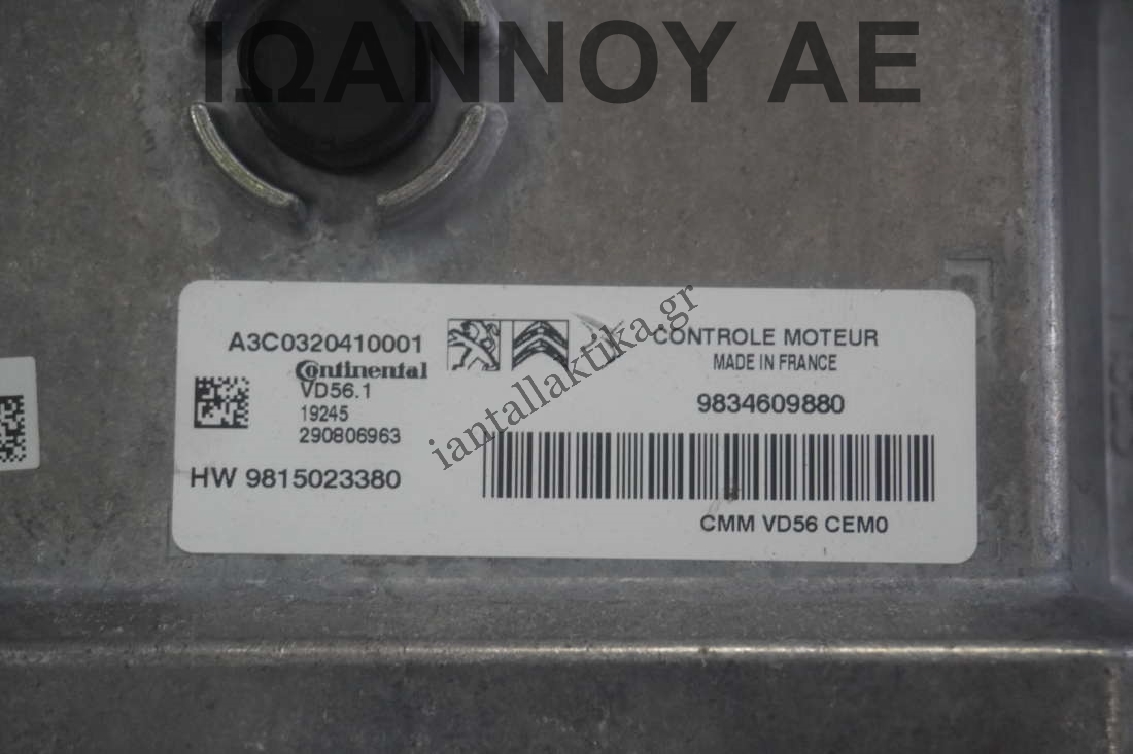 ΙΩΑΝΝΟΥ ΑΕ
A3C0320410001
Continental
VD56.1
19245
290806963
HW 9815023380
CONTROLE MOTEUR
MADE IN FRANCE
9834609880
CMM VD56 CEM0
iantallaktika.gr